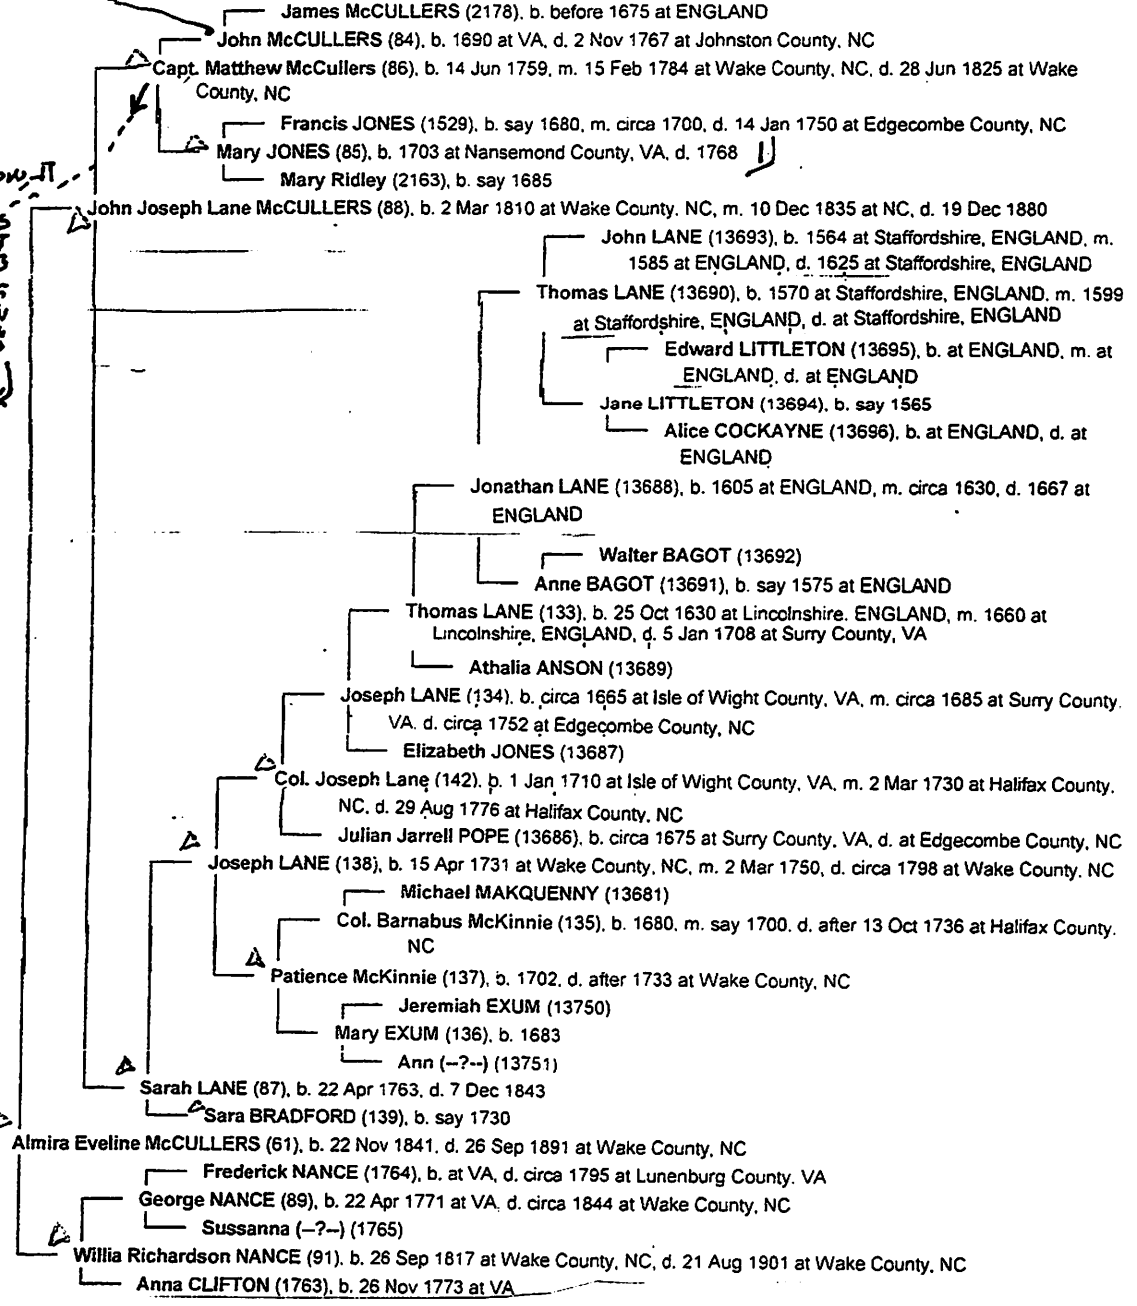 James McCULLERS (2178), b. before 1675 at ENGLAND
John McCULLERS (84), b. 1690 at VA, d. 2 Nov 1767 at Johnston County, NC
Capt. Matthew McCullers (86), b. 14 Jun 1759, m. 15 Feb 1784 at Wake County, NC, d. 28 Jun 1825 at Wake
County, NC
Francis JONES (1529), b. say 1680, m. circa 1700, d. 14 Jan 1750 at Edgecombe County, NC
Mary JONES (85), b. 1703 at Nansemond County, VA, d. 1768
Mary Ridley (2163), b. say 1685
John Joseph Lane McCULLERS (88), b. 2 Mar 1810 at Wake County, NC, m. 10 Dec 1835 at NC, d. 19 Dec 1880
John LANE (13693), b. 1564 at Staffordshire, ENGLAND, m.
1585 at ENGLAND, d. 1625 at Staffordshire, ENGLAND
Thomas LANE (13690), b. 1570 at Staffordshire, ENGLAND, m. 1599
at Staffordshire, ENGLAND, d. at Staffordshire, ENGLAND
Edward LITTLETON (13695), b. at ENGLAND, m. at
ENGLAND, d. at ENGLAND
Jane LITTLETON (13694), b. say 1565
Alice COCKAYNE (13696), b. at ENGLAND, d. at
ENGLAND
Jonathan LANE (13688), b. 1605 at ENGLAND, m. circa 1630, d. 1667 at
ENGLAND
Walter BAGOT (13692)
Anne BAGOT (13691), b. say 1575 at ENGLAND
Thomas LANE (133), b. 25 Oct 1630 at Lincolnshire, ENGLAND, m. 1660 at
Lincolnshire, ENGLAND, d. 5 Jan 1708 at Surry County, VA
Athalia ANSON (13689)
Joseph LANE (134), b. circa 1665 at Isle of Wight County, VA, m. circa 1685 at Surry County,
VA, d. circa 1752 at Edgecombe County, NC
Elizabeth JONES (13687)
Col. Joseph Lane (142), b. 1 Jan 1710 at Isle of Wight County, VA, m. 2 Mar 1730 at Halifax County,
NC, d. 29 Aug 1776 at Halifax County, NC
Julian Jarrell POPE (13686), b. circa 1675 at Surry County, VA, d. at Edgecombe County, NC
Joseph LANE (138), b. 15 Apr 1731 at Wake County, NC, m. 2 Mar 1750, d. circa 1798 at Wake County, NC
Michael MAKQUENNY (13681)
Col. Barnabus McKinnie (135), b. 1680, m. say 1700, d. after 13 Oct 1736 at Halifax County,
NC
Patience McKinnie (137), b. 1702, d. after 1733 at Wake County, NC
Jeremiah EXUM (13750)
Mary EXUM (136), b. 1683
Ann (--?--) (13751)
Sarah LANE (87), b. 22 Apr 1763, d. 7 Dec 1843
Sara BRADFORD (139), b. say 1730
Almira Eveline McCULLERS (61), b. 22 Nov 1841, d. 26 Sep 1891 at Wake County, NC
Frederick NANCE (1764), b. at VA, d. circa 1795 at Lunenburg County, VA
George NANCE (89), b. 22 Apr 1771 at VA, d. circa 1844 at Wake County, NC
Sussanna (--?--) (1765)
Willia Richardson NANCE (91), b. 26 Sep 1817 at Wake County, NC, d. 21 Aug 1901 at Wake County, NC
Anna CLIFTON (1763), b. 26 Nov 1773 at VA